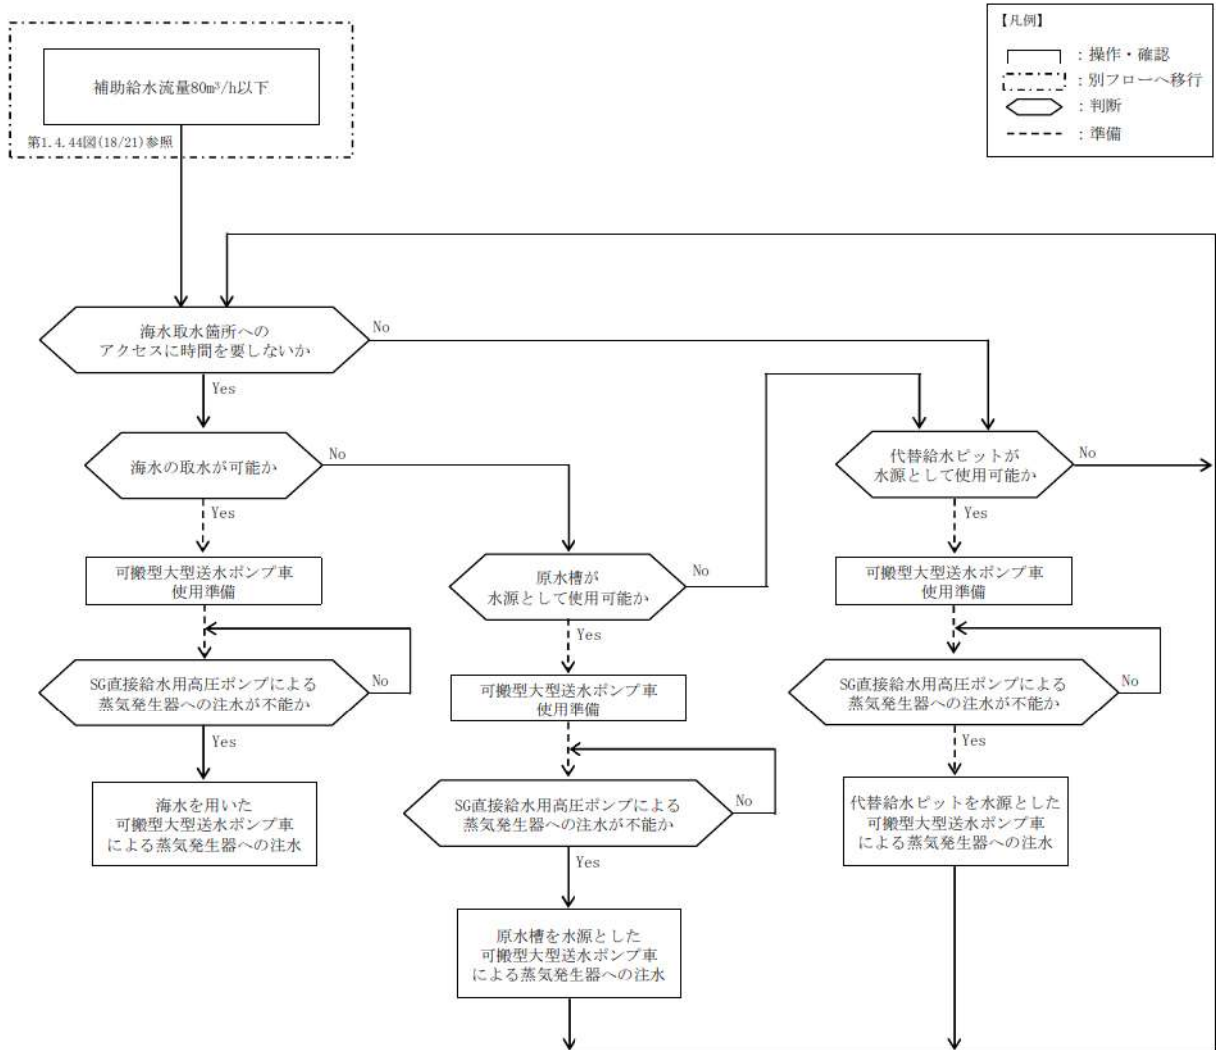 【凡例】
：操作・確認
：別フローへ移行
：判断
：準備
補助給水流量80m³/h以下
第1.4.44図(18/21)参照
海水取水箇所への
アクセスに時間を要しないか
No
Yes
海水の取水が可能か
No
Yes
可搬型大型送水ポンプ車
使用準備
SG直接給水用高圧ポンプによる
蒸気発生器への注水が不能か
No
Yes
海水を用いた
可搬型大型送水ポンプ車
による蒸気発生器への注水
原水槽が
水源として使用可能か
No
Yes
可搬型大型送水ポンプ車
使用準備
SG直接給水用高圧ポンプによる
蒸気発生器への注水が不能か
No
Yes
原水槽を水源とした
可搬型大型送水ポンプ車
による蒸気発生器への注水
代替給水ピットが
水源として使用可能か
No
Yes
可搬型大型送水ポンプ車
使用準備
SG直接給水用高圧ポンプによる
蒸気発生器への注水が不能か
No
Yes
代替給水ピットを水源とした
可搬型大型送水ポンプ車
による蒸気発生器への注水